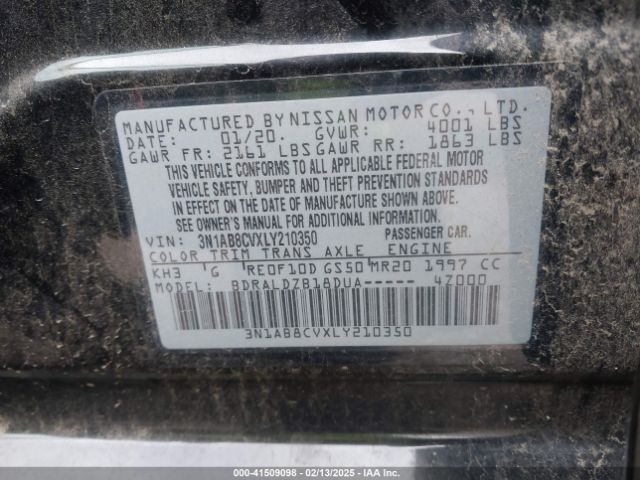 MANUFACTURED BY NISSAN MOTOR CO., LTD.
DATE: 01/20. GVWR: 4001 LBS
GAWR FR: 2161 LBS GAWR RR: 1863 LBS
THIS VEHICLE CONFORMS TO ALL APPLICABLE FEDERAL MOTOR
VEHICLE SAFETY, BUMPER AND THEFT PREVENTION STANDARDS
IN EFFECT ON THE DATE OF MANUFACTURE SHOWN ABOVE.
SEE OWNER'S MANUAL FOR ADDITIONAL INFORMATION.
VIN: 3N1AB8CVXLY210350 PASSENGER CAR.
COLOR TRIM TRANS AXLE ENGINE
KH3 'G RE0F10D GS50 MR20 1997 CC
MODEL: BDRALDZB18DUA----- 4Z000
3N1AB8CVXLY210350
00-41509098 - 02/13/2025 - IAA Inc.